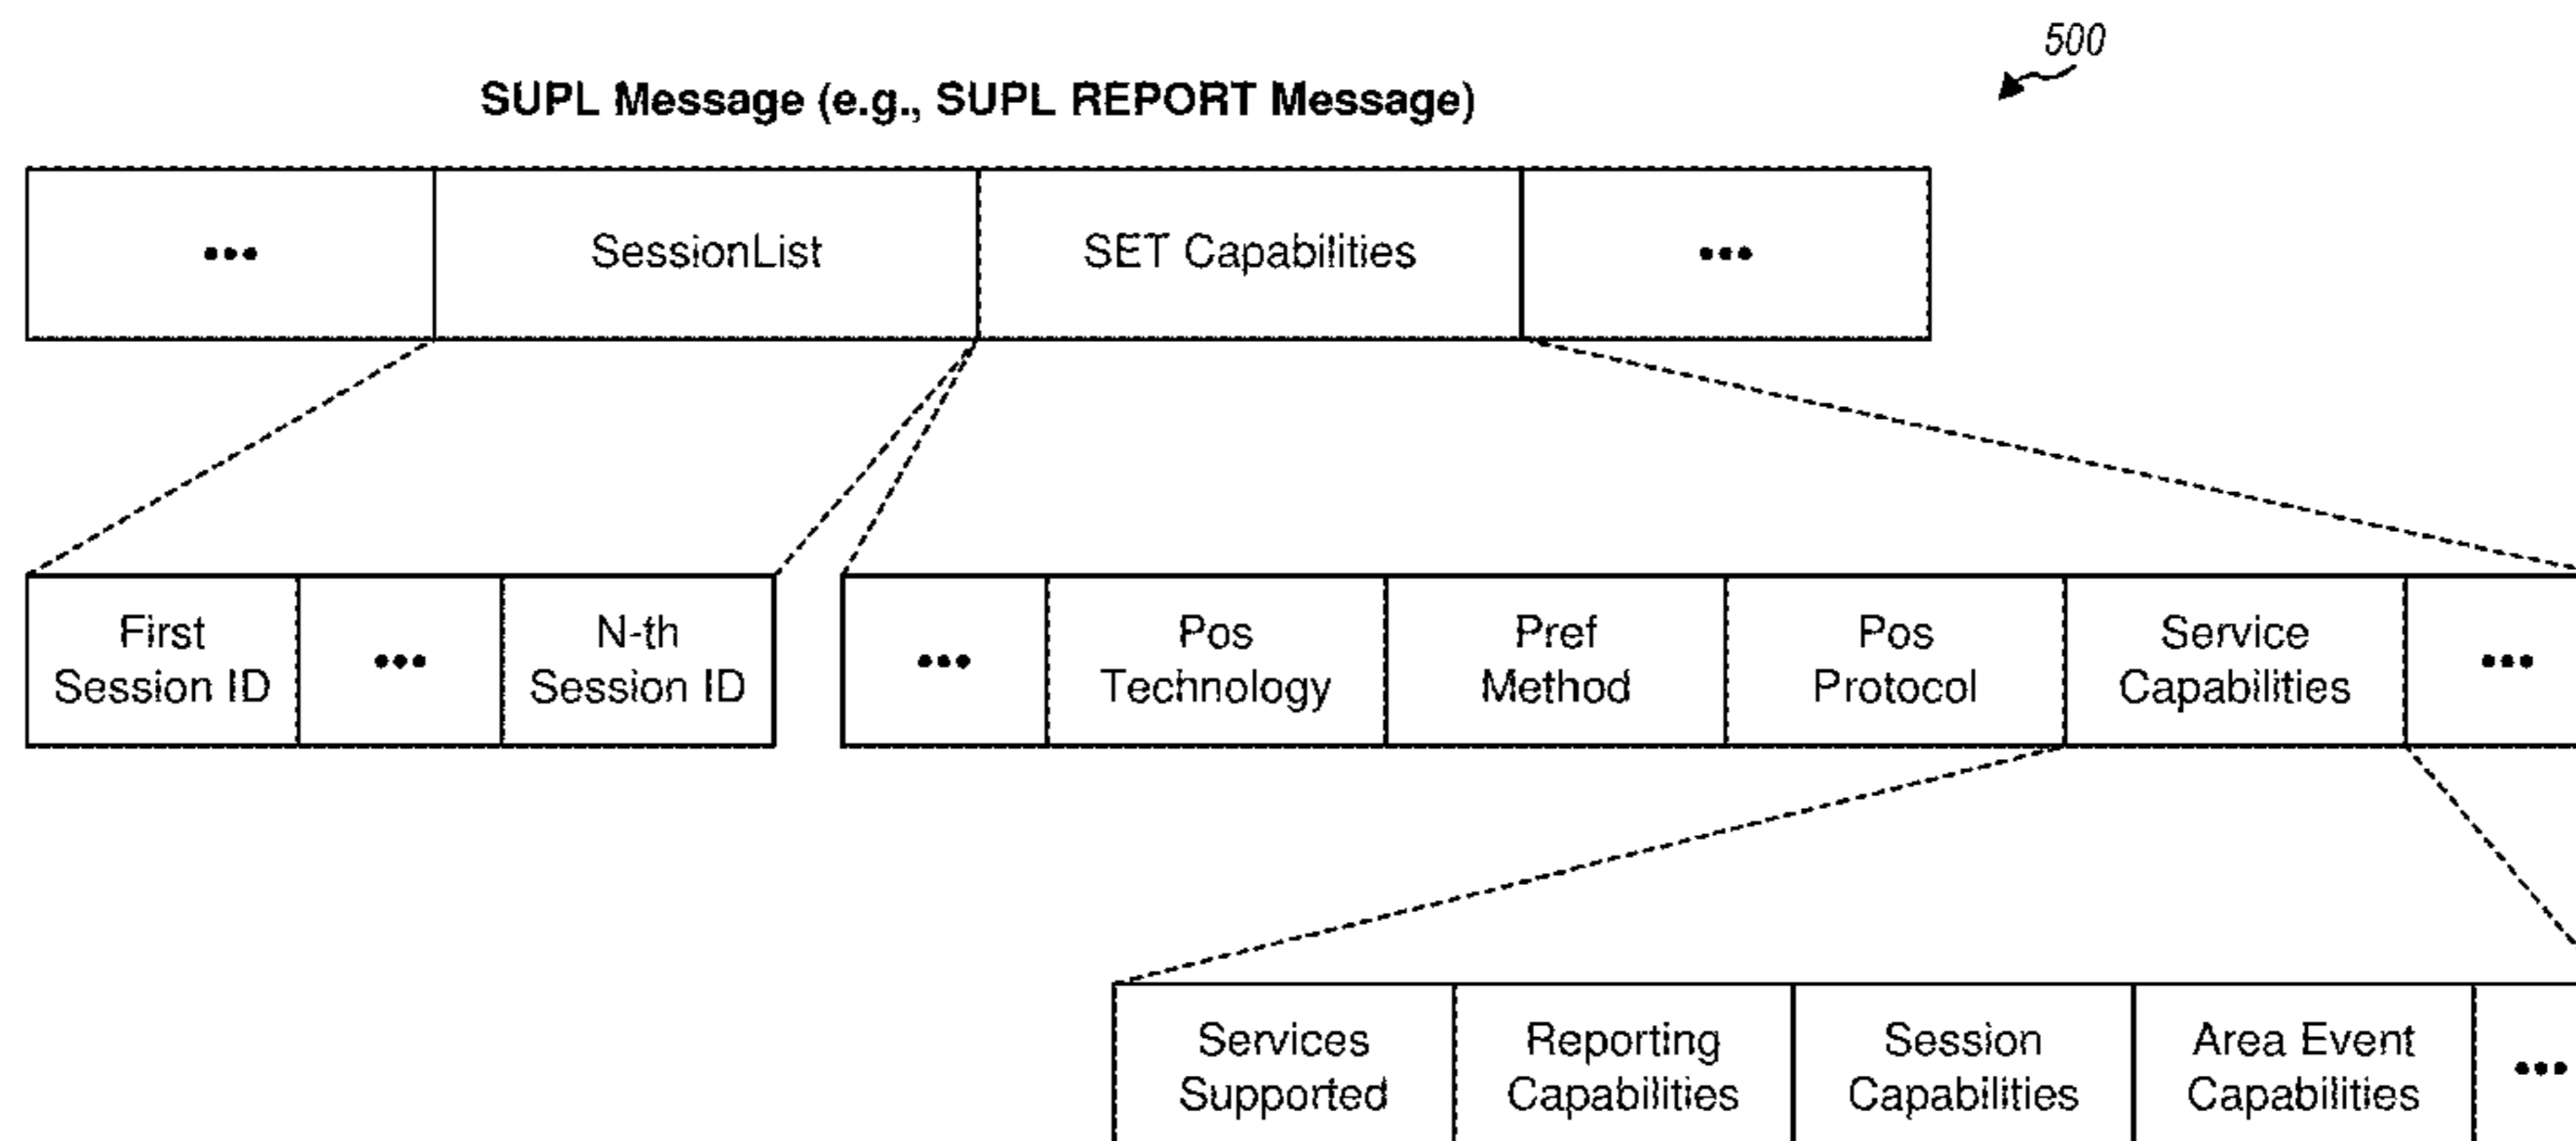 500
SUPL Message (e.g., SUPL REPORT Message)
•••
SessionList
SET Capabilities
•••
First
Session ID
•••
N-th
Session ID
•••
Pos
Technology
Pref
Method
Pos
Protocol
Service
Capabilities
•••
Services
Supported
Reporting
Capabilities
Session
Capabilities
Area Event
Capabilities
•••